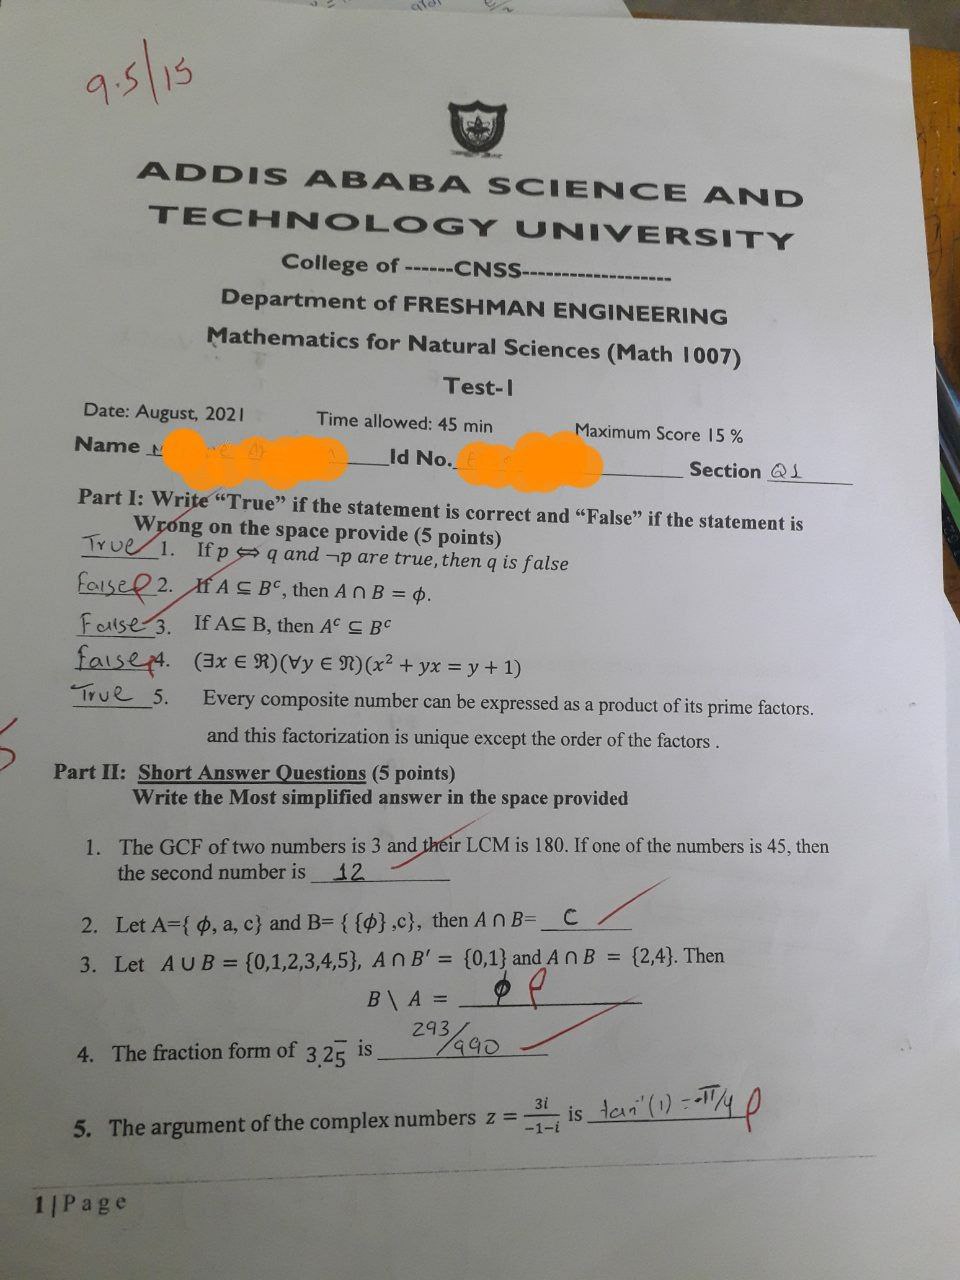 9.5/15
ADDIS ABABA SCIENCE AND
TECHNOLOGY UNIVERSITY
College of ------CNSS-------------------
Department of FRESHMAN ENGINEERING
Mathematics for Natural Sciences (Math 1007)
Test-I
Date: August, 2021 Time allowed: 45 min Maximum Score 15 %
Name Id No. Section Q1
Part I: Write “True” if the statement is correct and “False” if the statement is
Wrong on the space provide (5 points)
True 1. If p ⇔ q and ¬p are true, then q is false
False 2. If A ⊆ Bᶜ, then A ∩ B = ϕ.
False 3. If A⊆ B, then Aᶜ ⊆ Bᶜ
False 4. (∃x ∈ ℜ)(∀y ∈ ℜ)(x² + yx = y + 1)
True 5. Every composite number can be expressed as a product of its prime factors.
and this factorization is unique except the order of the factors .
Part II: Short Answer Questions (5 points)
Write the Most simplified answer in the space provided
1. The GCF of two numbers is 3 and their LCM is 180. If one of the numbers is 45, then
the second number is 12
2. Let A={ ϕ, a, c} and B= { {ϕ} ,c}, then A ∩ B= C
3. Let A ∪ B = {0,1,2,3,4,5}, A ∩ B′ = {0,1} and A ∩ B = {2,4}. Then
B \ A = ϕ
4. The fraction form of 3.25̅ is 293/990
5. The argument of the complex numbers z = 3i/-1-i is tan⁻¹(1) = -π/4
1 | P a g e